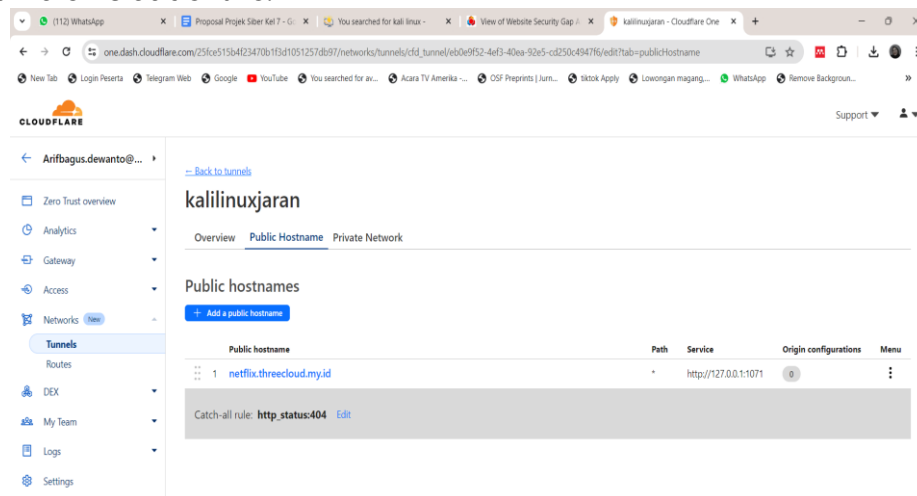 (112) WhatsApp
Proposal Projek Siber Kel 7 - G
You searched for kali linux -
View of Website Security Gap A
kalilinuxjaran - Cloudflare One
one.dash.cloudflare.com/25fce515b4f23470b1f3d1051257db97/networks/tunnels/cfd_tunnel/eb0e9f52-4ef3-40ea-92e5-cd250c4947f6/edit?tab=publicHostname
New Tab Login Peserta Telegram Web Google YouTube You searched for av... Acara TV Amerika -... OSF Preprints | Jurn... tiktok Apply Lowongan magang,... WhatsApp Remove Backgroun... »
CLOUDFLARE
Support
Arifbagus.dewanto@...
Zero Trust overview
Analytics
Gateway
Access
Networks New
Tunnels
Routes
DEX
My Team
Logs
Settings
← Back to tunnels
kalilinuxjaran
Overview Public Hostname Private Network
Public hostnames
+ Add a public hostname
Public hostname Path Service Origin configurations Menu
1 netflix.threecloud.my.id * http://127.0.0.1:1071 0
Catch-all rule: http_status:404 Edit